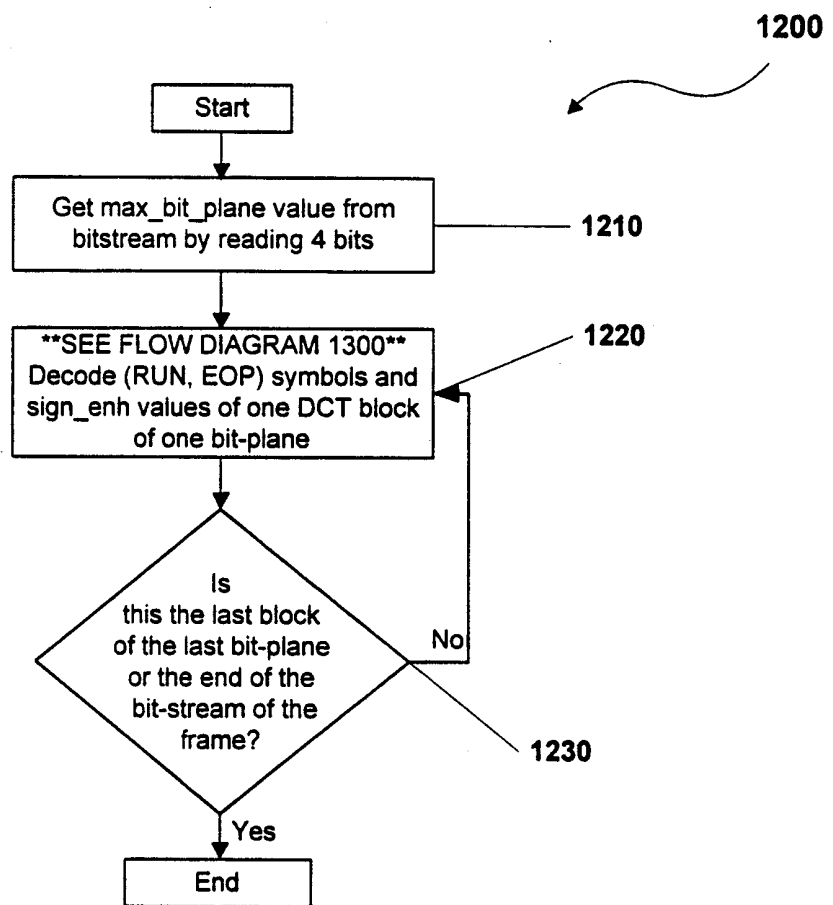 1200
Start
Get max_bit_plane value from
bitstream by reading 4 bits
1210
**SEE FLOW DIAGRAM 1300**
Decode (RUN, EOP) symbols and
sign_enh values of one DCT block
of one bit-plane
1220
Is
this the last block
of the last bit-plane
or the end of the
bit-stream of the
frame?
No
1230
Yes
End